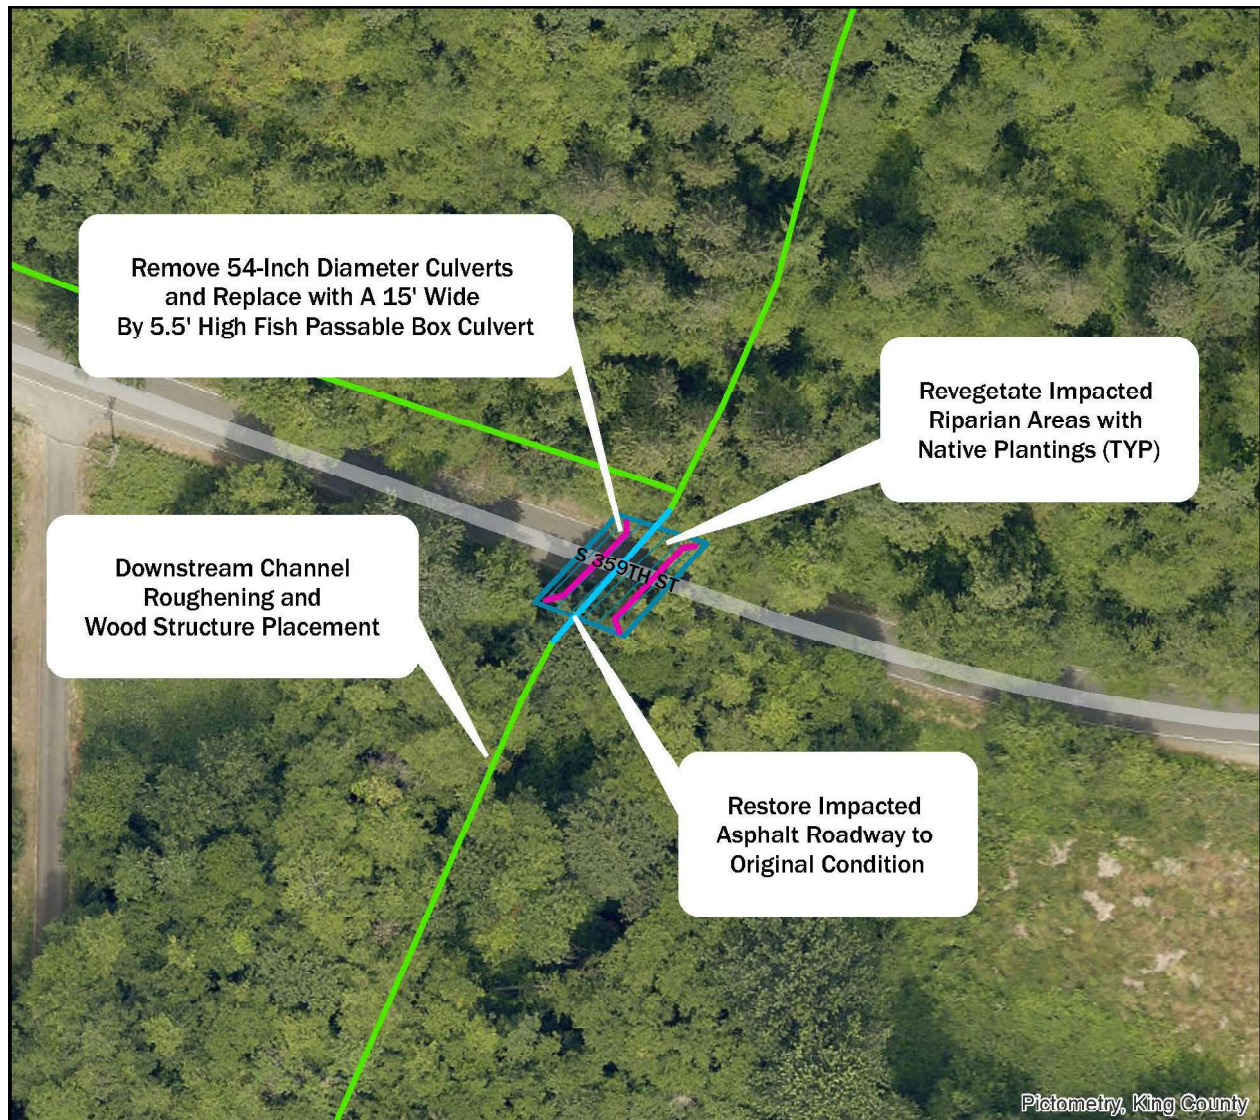 Remove 54-Inch Diameter Culverts
and Replace with A 15' Wide
By 5.5' High Fish Passable Box Culvert
Revegetate Impacted
Riparian Areas with
Native Plantings (TYP)
S 359TH ST
Downstream Channel
Roughening and
Wood Structure Placement
Restore Impacted
Asphalt Roadway to
Original Condition
Pictometry, King County